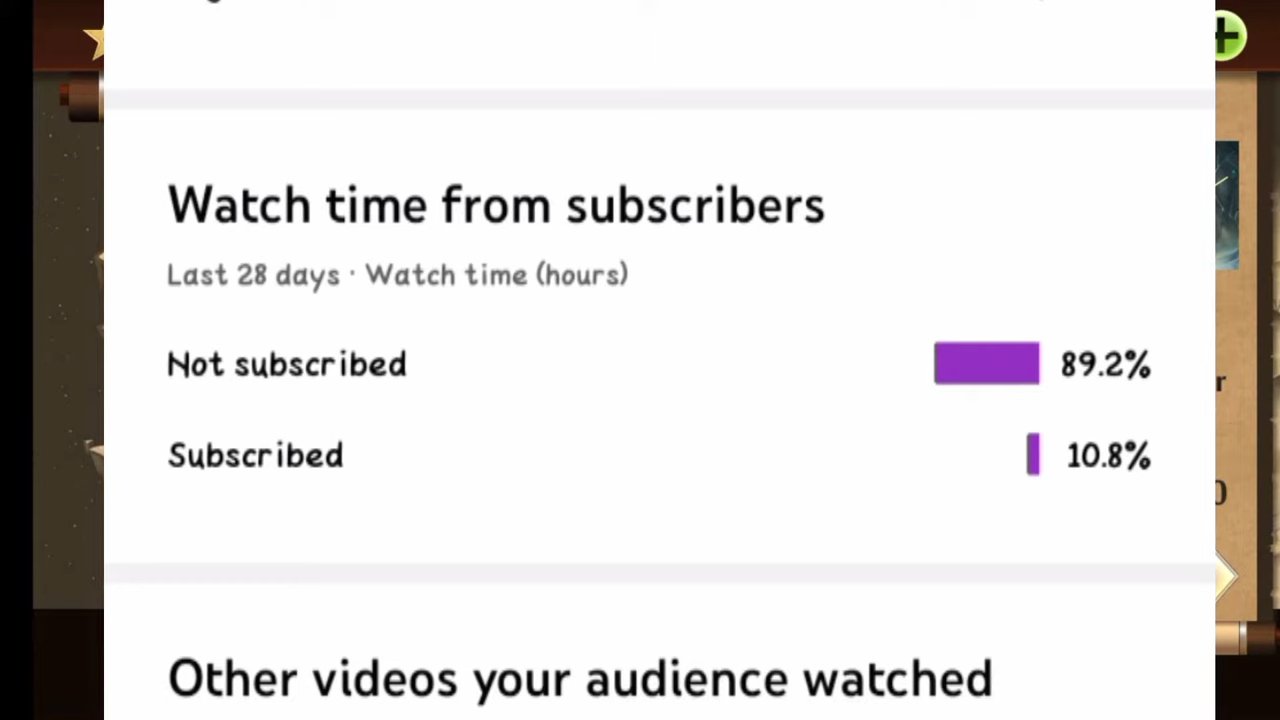 Watch time from subscribers
Last 28 days · Watch time (hours)
Not subscribed 89.2%
Subscribed 10.8%
Other videos your audience watched